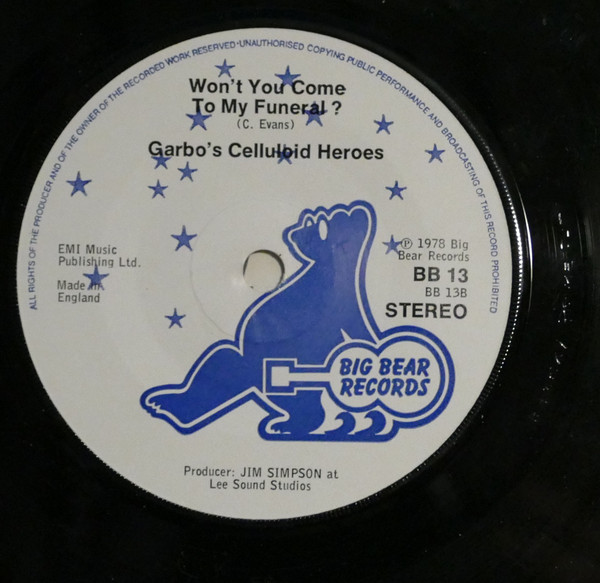 ALL RIGHTS OF THE PRODUCER AND OF THE OWNER OF THE RECORDED WORK RESERVED·UNAUTHORISED COPYING PUBLIC PERFORMANCE AND BROADCASTING OF THIS RECORD PROHIBITED
Won't You Come
To My Funeral ?
(C. Evans)
Garbo's Celluloid Heroes
EMI Music
Publishing Ltd.
Made in
England
℗ 1978 Big
Bear Records
BB 13
BB 13B
STEREO
BIG BEAR
RECORDS
Producer: JIM SIMPSON at
Lee Sound Studios